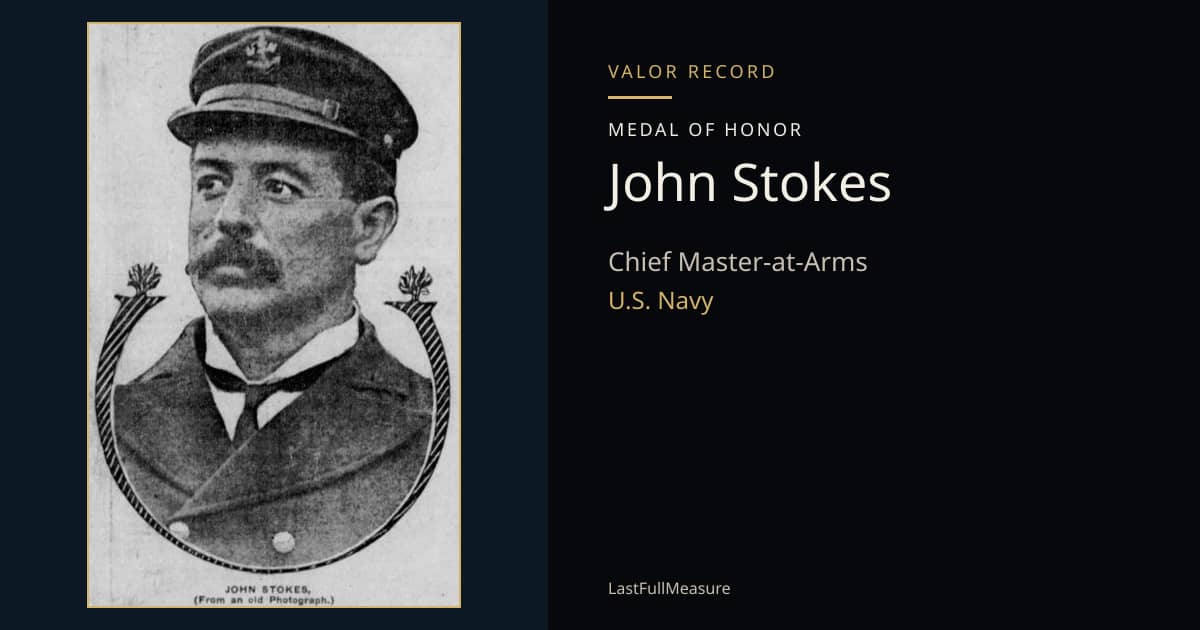 VALOR RECORD
MEDAL OF HONOR
John Stokes
Chief Master-at-Arms
U.S. Navy
LastFullMeasure
JOHN STOKES,
(From an old Photograph.)